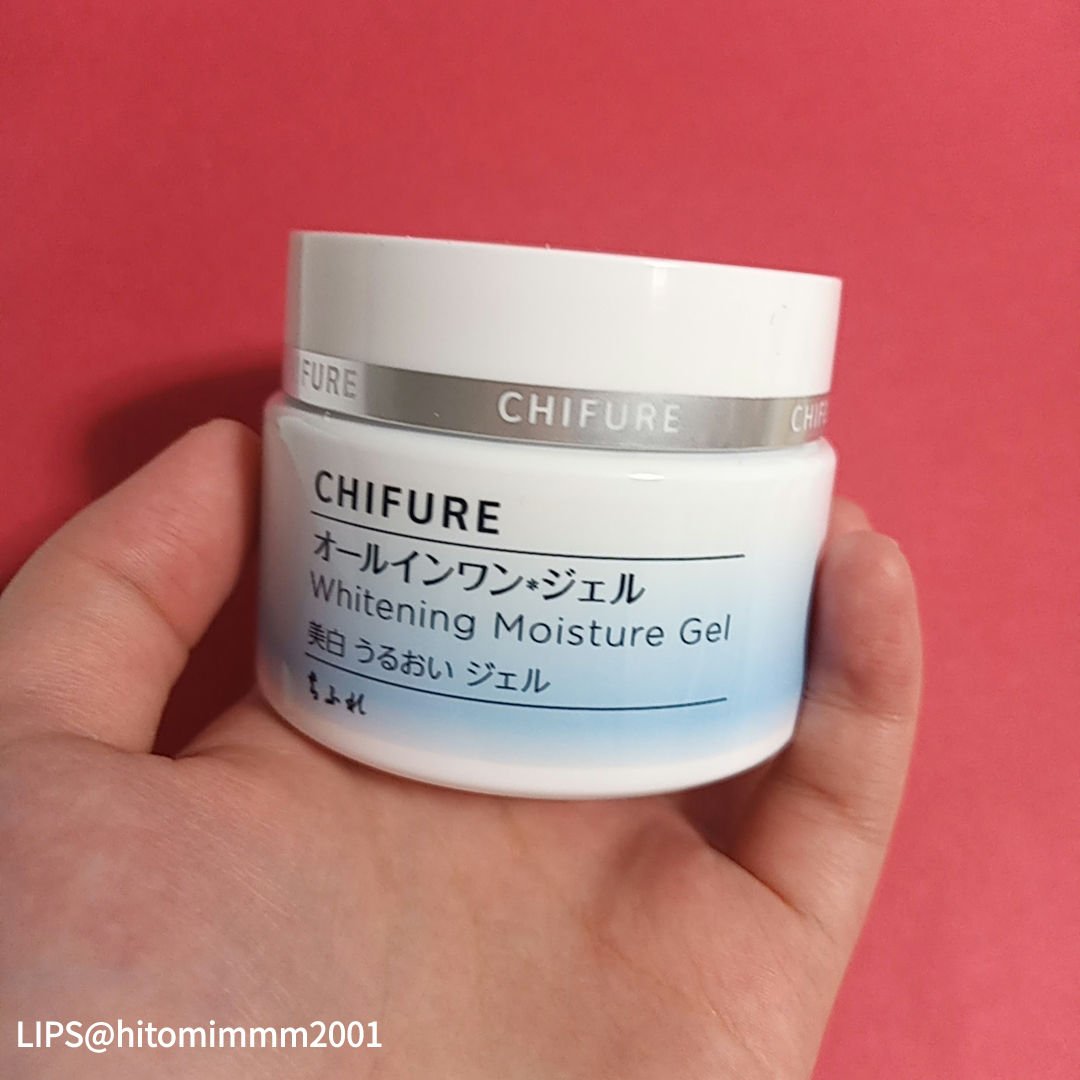 FURE CHIFURE CHIF
CHIFURE
オールインワン*ジェル
Whitening Moisture Gel
美白 うるおい ジェル
ちふれ
LIPS@hitomimmm2001